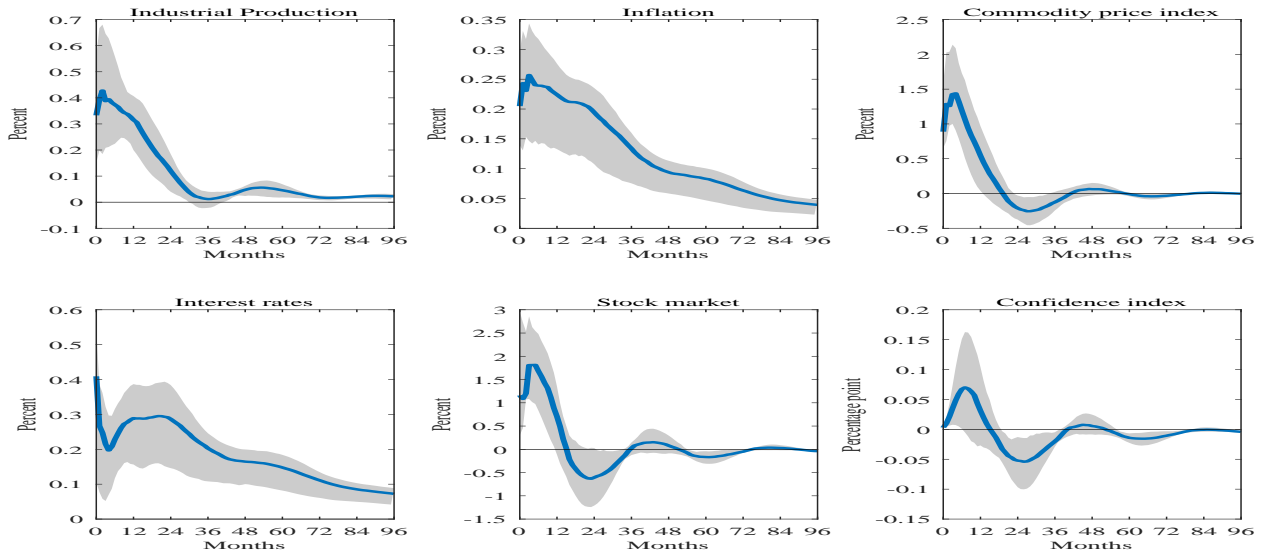 Industrial Production
Percent
0.7
0.6
0.5
0.4
0.3
0.2
0.1
0
-0.1
0 12 24 36 48 60 72 84 96
Months
Inflation
Percent
0.35
0.3
0.25
0.2
0.15
0.1
0.05
0
0 12 24 36 48 60 72 84 96
Months
Commodity price index
Percent
2.5
2
1.5
1
0.5
0
-0.5
0 12 24 36 48 60 72 84 96
Months
Interest rates
Percent
0.6
0.5
0.4
0.3
0.2
0.1
0
0 12 24 36 48 60 72 84 96
Months
Stock market
Percent
3
2.5
2
1.5
1
0.5
0
-0.5
-1
-1.5
0 12 24 36 48 60 72 84 96
Months
Confidence index
Percentage point
0.2
0.15
0.1
0.05
0
-0.05
-0.1
-0.15
0 12 24 36 48 60 72 84 96
Months